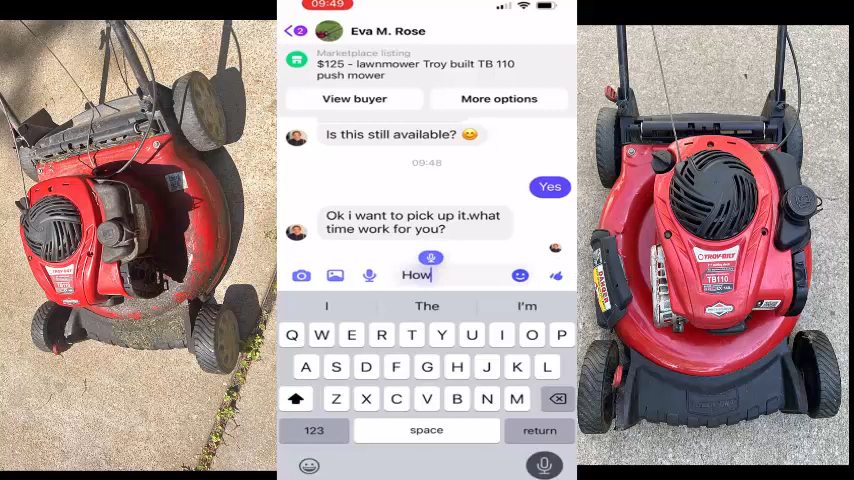 09:49
2
Eva M. Rose
Marketplace listing
$125 - lawnmower Troy built TB 110
push mower
View buyer
More options
Is this still available? 😊
09:48
Yes
Ok i want to pick up it.what
time work for you?
How
I
The
I'm
Q W E R T Y U I O P
A S D F G H J K L
Z X C V B N M
123
space
return
TROY-BILT
TB110
DANGER